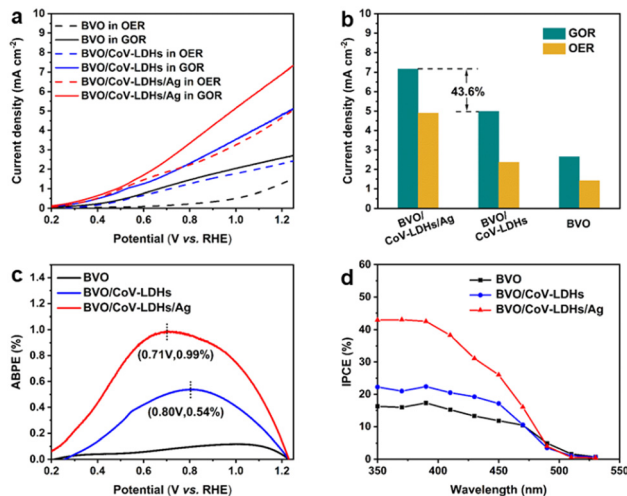 a
Current density (mA cm⁻²)
8
7
6
5
4
3
2
1
0
BVO in OER
BVO in GOR
BVO/CoV-LDHs in OER
BVO/CoV-LDHs in GOR
BVO/CoV-LDHs/Ag in OER
BVO/CoV-LDHs/Ag in GOR
0.2 0.4 0.6 0.8 1.0 1.2
Potential (V vs. RHE)
b
Current density (mA cm⁻²)
10
9
8
7
6
5
4
3
2
1
0
GOR
OER
43.6%
BVO/
CoV-LDHs/Ag
BVO/
CoV-LDHs
BVO
c
ABPE (%)
1.4
1.2
1.0
0.8
0.6
0.4
0.2
0.0
BVO
BVO/CoV-LDHs
BVO/CoV-LDHs/Ag
(0.71V,0.99%)
(0.80V,0.54%)
0.2 0.4 0.6 0.8 1.0 1.2
Potential (V vs. RHE)
d
IPCE (%)
60
50
40
30
20
10
0
BVO
BVO/CoV-LDHs
BVO/CoV-LDHs/Ag
350 400 450 500 550
Wavelength (nm)